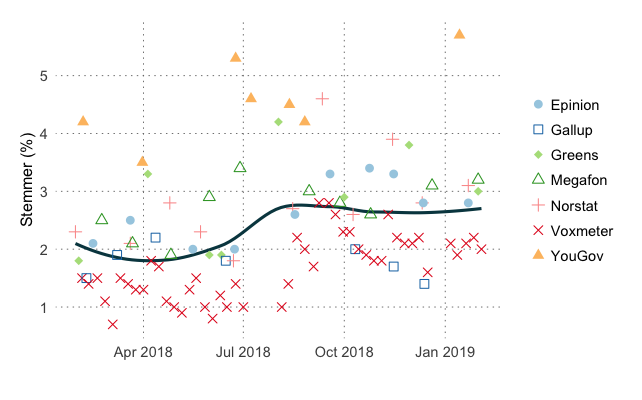 Stemmer (%)
5
4
3
2
1
Apr 2018
Jul 2018
Oct 2018
Jan 2019
Epinion
Gallup
Greens
Megafon
Norstat
Voxmeter
YouGov